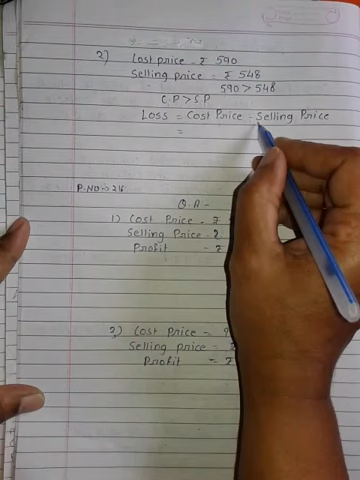 2) Cost price = ₹ 590
Selling price = ₹ 548
590 > 548
C.P > S.P
Loss = Cost Price - Selling Price
=
P.NO:- 214
Q.A -
1) Cost Price - ₹
Selling Price - ₹
Profit - ₹
2) Cost Price =
Selling price =
Profit = ₹